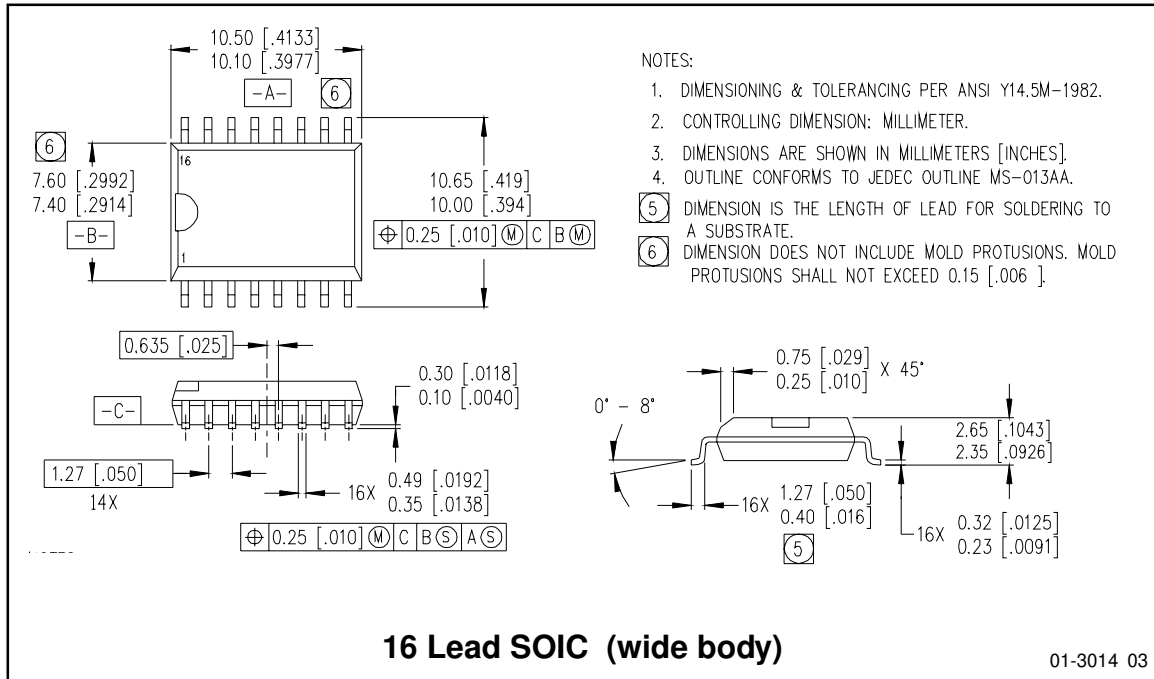 10.50 [.4133]
10.10 [.3977]
-A-
6
6
7.60 [.2992]
7.40 [.2914]
-B-
16
1
10.65 [.419]
10.00 [.394]
⌖ 0.25 [.010] Ⓜ C B Ⓜ
NOTES:
1. DIMENSIONING & TOLERANCING PER ANSI Y14.5M-1982.
2. CONTROLLING DIMENSION: MILLIMETER.
3. DIMENSIONS ARE SHOWN IN MILLIMETERS [INCHES].
4. OUTLINE CONFORMS TO JEDEC OUTLINE MS-013AA.
5 DIMENSION IS THE LENGTH OF LEAD FOR SOLDERING TO
A SUBSTRATE.
6 DIMENSION DOES NOT INCLUDE MOLD PROTUSIONS. MOLD
PROTUSIONS SHALL NOT EXCEED 0.15 [.006 ].
0.635 [.025]
-C-
0.30 [.0118]
0.10 [.0040]
1.27 [.050]
14X
16X 0.49 [.0192]
0.35 [.0138]
⌖ 0.25 [.010] Ⓜ C B Ⓢ A Ⓢ
0.75 [.029]
0.25 [.010]
X 45°
0° - 8°
2.65 [.1043]
2.35 [.0926]
16X 1.27 [.050]
0.40 [.016]
5
16X 0.32 [.0125]
0.23 [.0091]
16 Lead SOIC (wide body)
01-3014 03